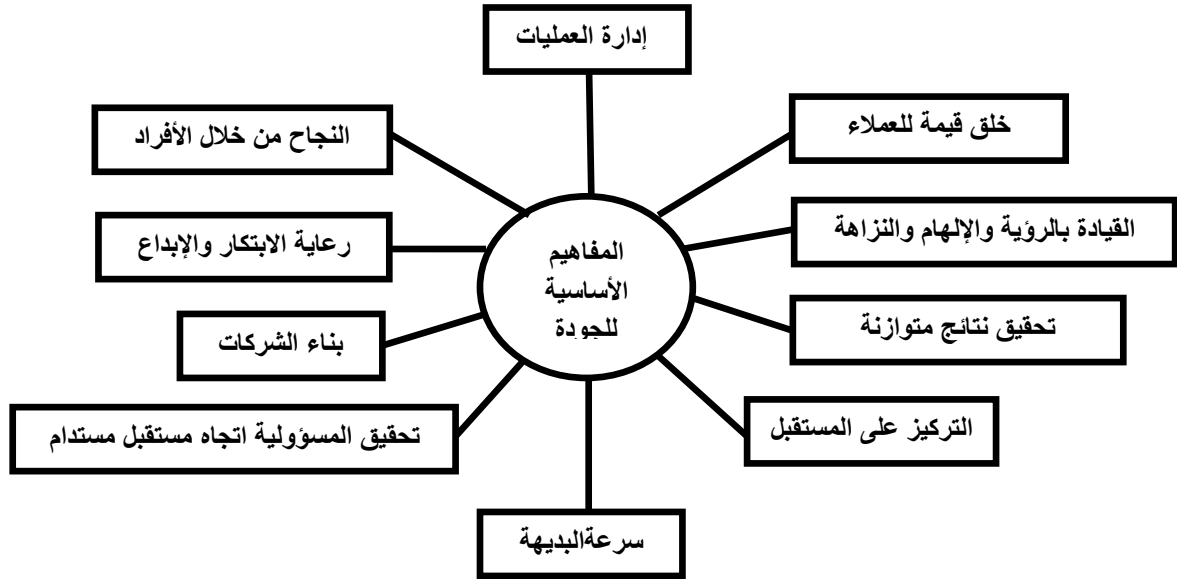 إدارة العمليات
خلق قيمة للعملاء
النجاح من خلال الأفراد
القيادة بالرؤية والإلهام والنزاهة
رعاية الابتكار والإبداع
المفاهيم
الأساسية
للجودة
تحقيق نتائج متوازنة
بناء الشركات
التركيز على المستقبل
تحقيق المسؤولية اتجاه مستقبل مستدام
سرعةالبديهة